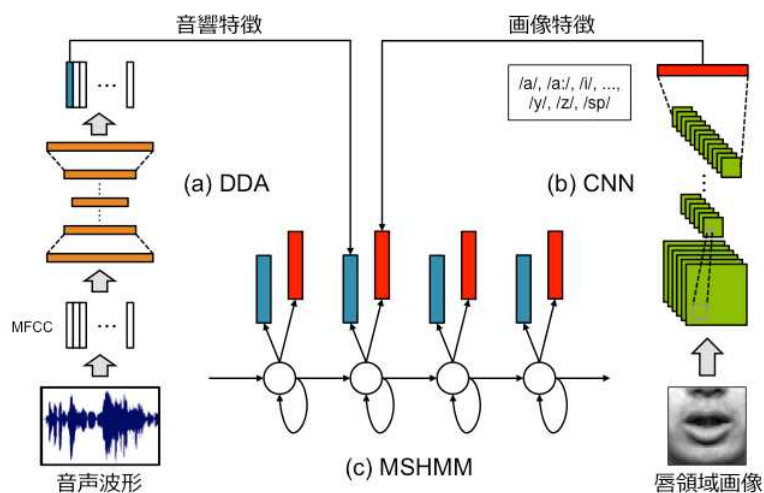 音響特徴
画像特徴
/a/, /a:/, /i/, ...,
/y/, /z/, /sp/
(a) DDA
(b) CNN
MFCC
(c) MSHMM
音声波形
唇領域画像